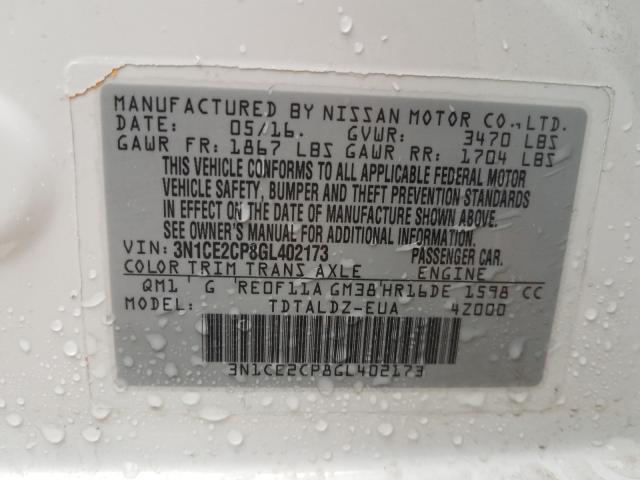 MANUFACTURED BY NISSAN MOTOR CO.,LTD.
DATE: 05/16. GVWR: 3470 LBS
GAWR FR: 1867 LBS GAWR RR: 1704 LBS
THIS VEHICLE CONFORMS TO ALL APPLICABLE FEDERAL MOTOR
VEHICLE SAFETY, BUMPER AND THEFT PREVENTION STANDARDS
IN EFFECT ON THE DATE OF MANUFACTURE SHOWN ABOVE.
SEE OWNER'S MANUAL FOR ADDITIONAL INFORMATION.
VIN: 3N1CE2CP8GL402173 PASSENGER CAR.
COLOR TRIM TRANS AXLE ENGINE
QM1 G RE0F11A GM38 HR16DE 1598 CC
MODEL: TDTALDZ-EUA 4Z000
3N1CE2CP8GL402173